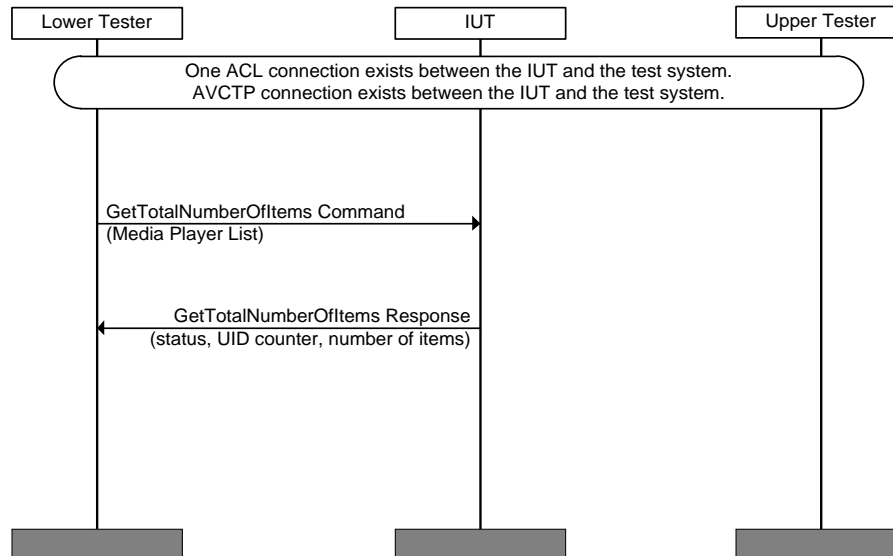 Lower Tester
IUT
Upper Tester
One ACL connection exists between the IUT and the test system.
AVCTP connection exists between the IUT and the test system.
GetTotalNumberOfItems Command
(Media Player List)
GetTotalNumberOfItems Response
(status, UID counter, number of items)